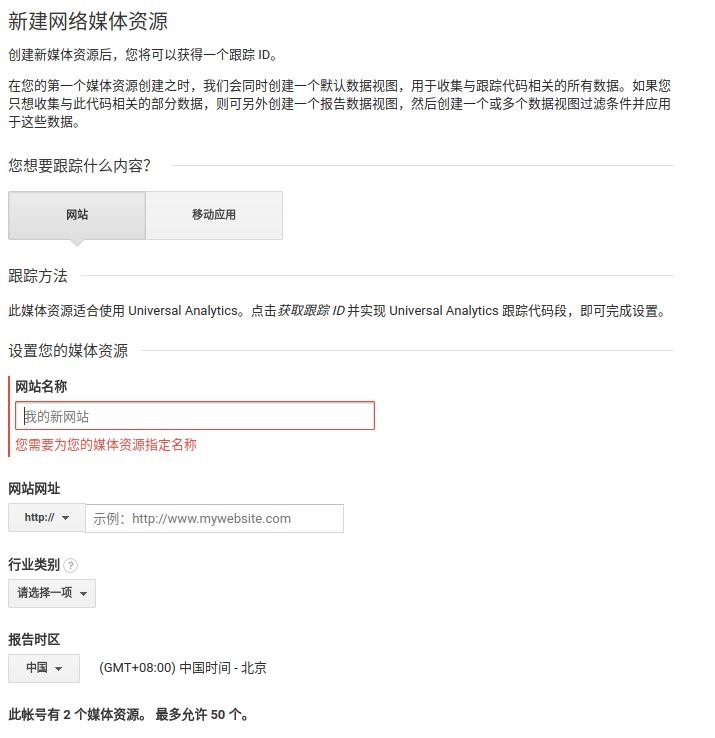 新建网络媒体资源
创建新媒体资源后，您将可以获得一个跟踪 ID。
在您的第一个媒体资源创建之时，我们会同时创建一个默认数据视图，用于收集与跟踪代码相关的所有数据。如果您
只想收集与此代码相关的部分数据，则可另外创建一个报告数据视图，然后创建一个或多个数据视图过滤条件并应用
于这些数据。
您想要跟踪什么内容？
网站 移动应用
跟踪方法
此媒体资源适合使用 Universal Analytics。点击获取跟踪 ID 并实现 Universal Analytics 跟踪代码段，即可完成设置。
设置您的媒体资源
网站名称
我的新网站
您需要为您的媒体资源指定名称
网站网址
http:// 示例：http://www.mywebsite.com
行业类别 ?
请选择一项
报告时区
中国 (GMT+08:00) 中国时间 - 北京
此帐号有 2 个媒体资源。 最多允许 50 个。